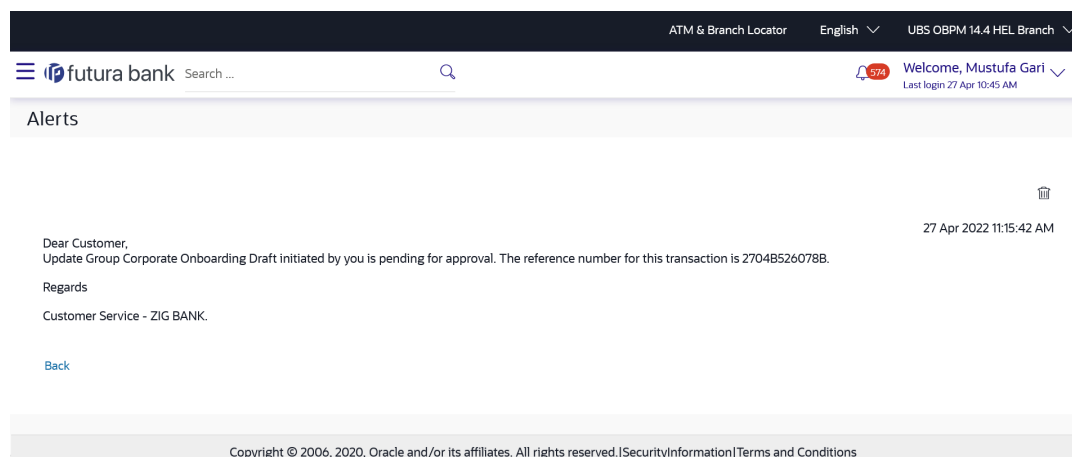 ATM & Branch Locator English UBS OBPM 14.4 HEL Branch
futura bank Search ... 574 Welcome, Mustufa Gari
Last login 27 Apr 10:45 AM
Alerts
27 Apr 2022 11:15:42 AM
Dear Customer,
Update Group Corporate Onboarding Draft initiated by you is pending for approval. The reference number for this transaction is 2704B526078B.
Regards
Customer Service - ZIG BANK.
Back
Copyright © 2006, 2020, Oracle and/or its affiliates. All rights reserved.|SecurityInformation|Terms and Conditions